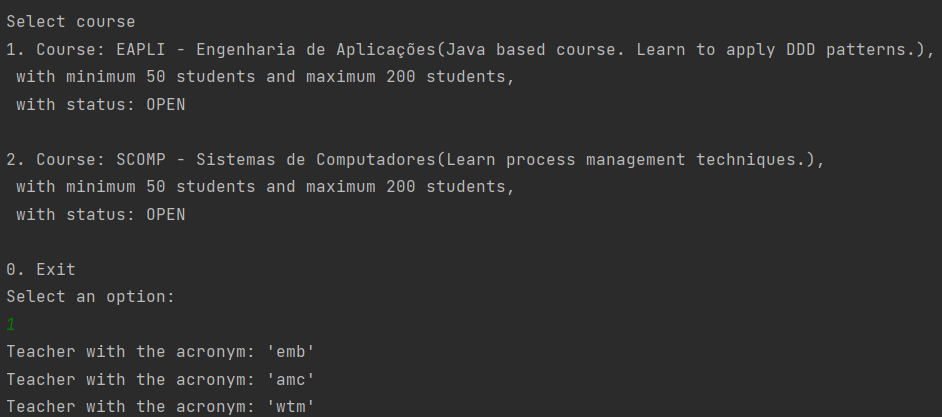 Select course
1. Course: EAPLI - Engenharia de Aplicações(Java based course. Learn to apply DDD patterns.),
 with minimum 50 students and maximum 200 students,
 with status: OPEN

2. Course: SCOMP - Sistemas de Computadores(Learn process management techniques.),
 with minimum 50 students and maximum 200 students,
 with status: OPEN

0. Exit
Select an option:
1
Teacher with the acronym: 'emb'
Teacher with the acronym: 'amc'
Teacher with the acronym: 'wtm'